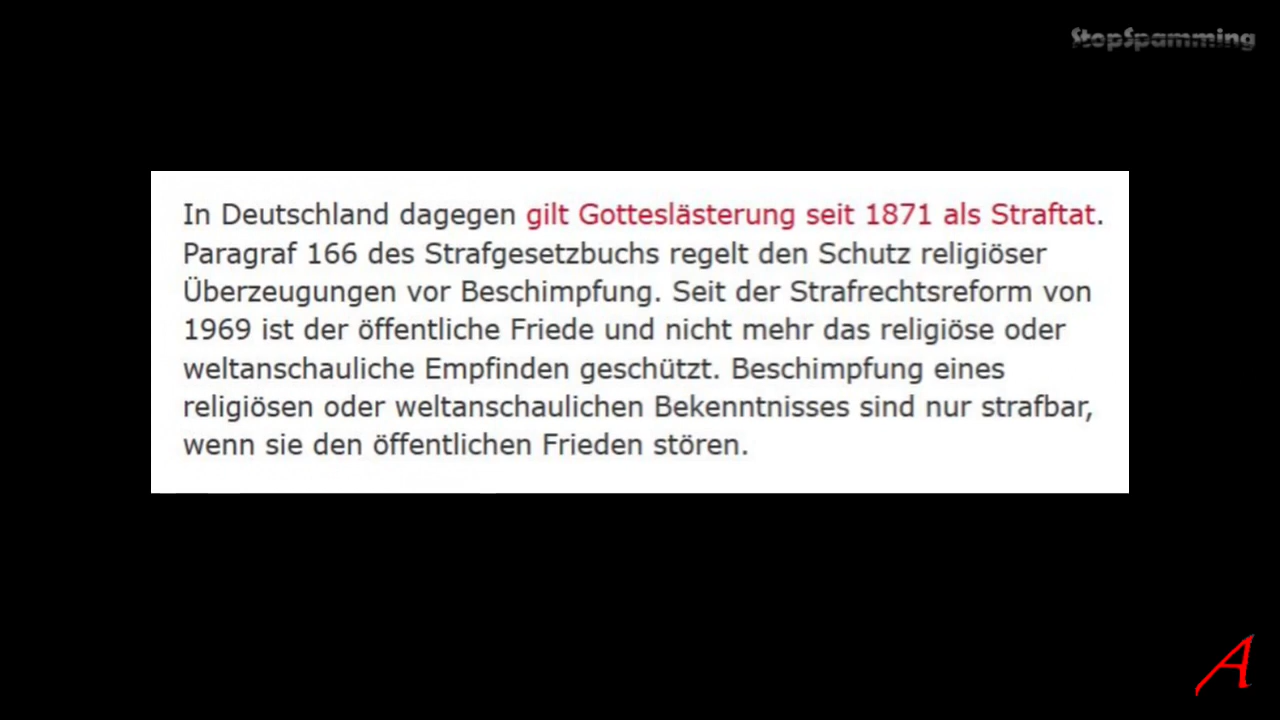 StopSpamming
In Deutschland dagegen gilt Gotteslästerung seit 1871 als Straftat.
Paragraf 166 des Strafgesetzbuchs regelt den Schutz religiöser
Überzeugungen vor Beschimpfung. Seit der Strafrechtsreform von
1969 ist der öffentliche Friede und nicht mehr das religiöse oder
weltanschauliche Empfinden geschützt. Beschimpfung eines
religiösen oder weltanschaulichen Bekenntnisses sind nur strafbar,
wenn sie den öffentlichen Frieden stören.
A